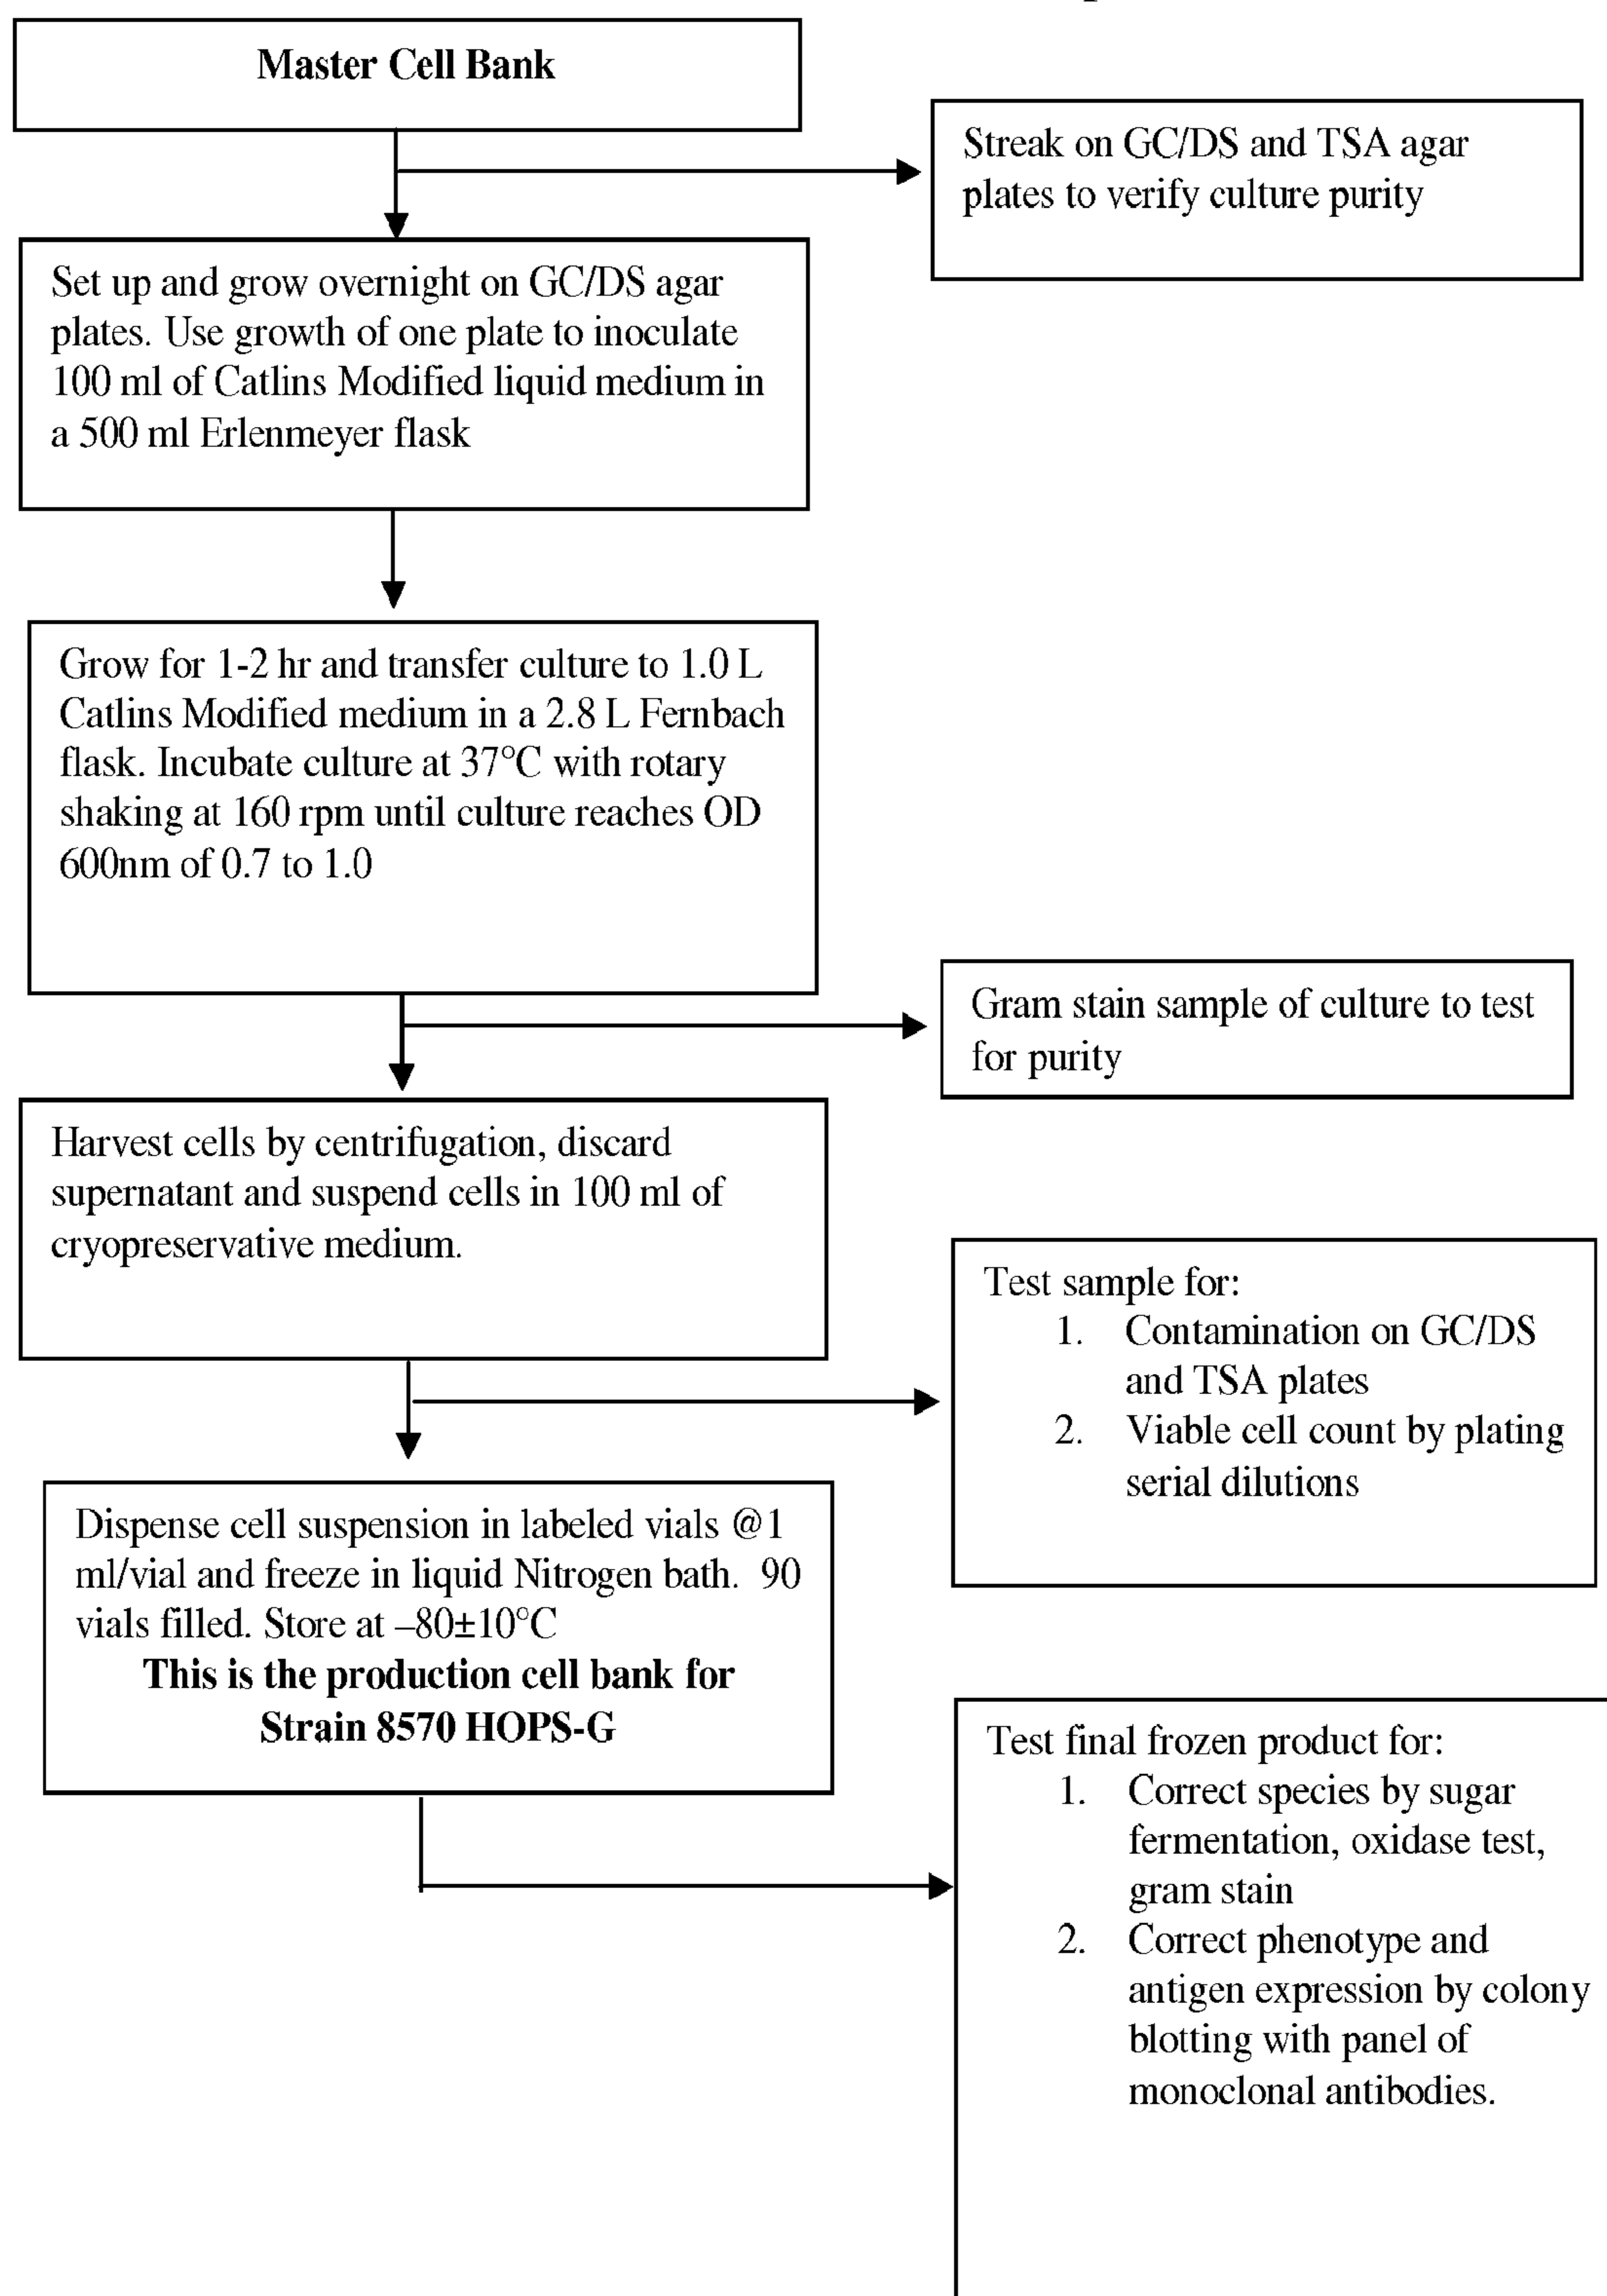 Master Cell Bank
Streak on GC/DS and TSA agar
plates to verify culture purity
Set up and grow overnight on GC/DS agar
plates. Use growth of one plate to inoculate
100 ml of Catlins Modified liquid medium in
a 500 ml Erlenmeyer flask
Grow for 1-2 hr and transfer culture to 1.0 L
Catlins Modified medium in a 2.8 L Fernbach
flask. Incubate culture at 37°C with rotary
shaking at 160 rpm until culture reaches OD
600nm of 0.7 to 1.0
Gram stain sample of culture to test
for purity
Harvest cells by centrifugation, discard
supernatant and suspend cells in 100 ml of
cryopreservative medium.
Test sample for:
1. Contamination on GC/DS
and TSA plates
2. Viable cell count by plating
serial dilutions
Dispense cell suspension in labeled vials @1
ml/vial and freeze in liquid Nitrogen bath. 90
vials filled. Store at –80±10°C
This is the production cell bank for
Strain 8570 HOPS-G
Test final frozen product for:
1. Correct species by sugar
fermentation, oxidase test,
gram stain
2. Correct phenotype and
antigen expression by colony
blotting with panel of
monoclonal antibodies.